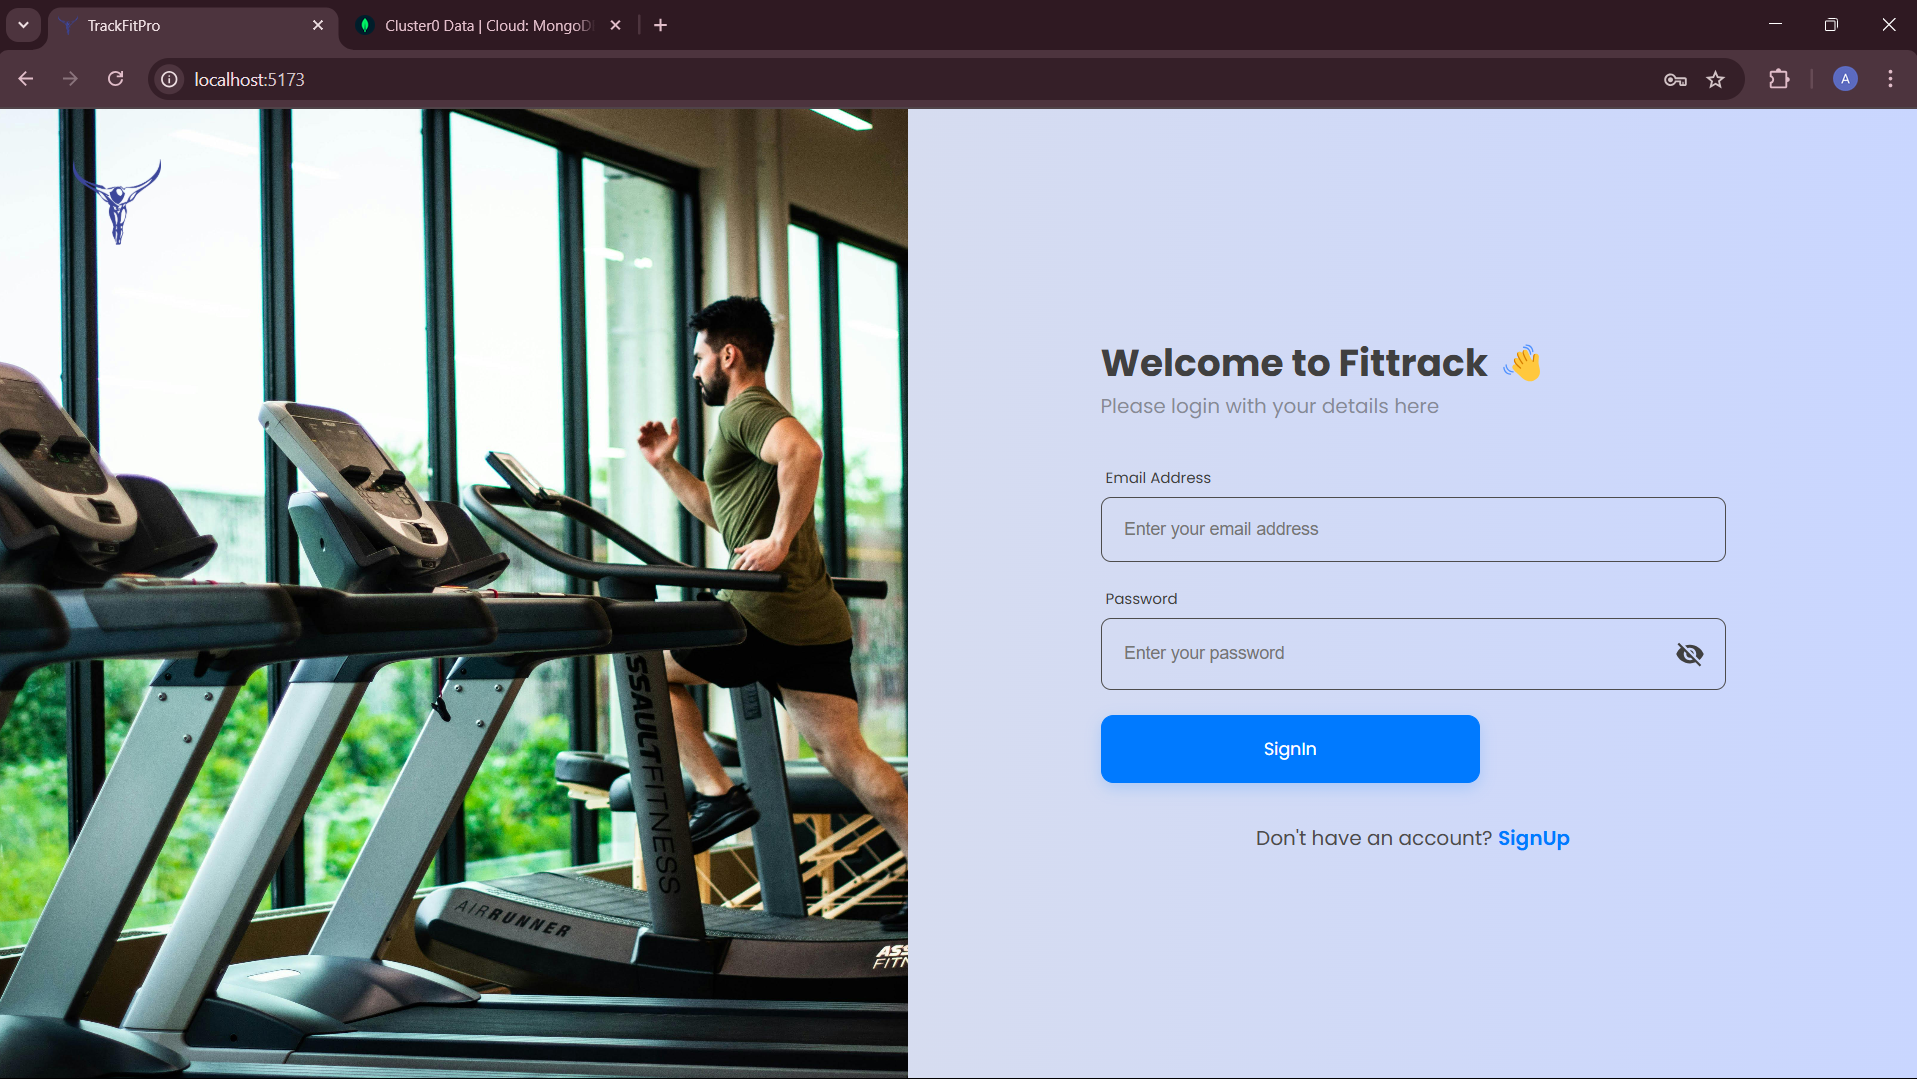 TrackFitPro
Cluster0 Data | Cloud: MongoD
localhost:5173
A
Welcome to Fittrack 👋
Please login with your details here
Email Address
Enter your email address
Password
Enter your password
SignIn
Don't have an account? SignUp
SSAULTFITNESS
AIRRUNNER
ASS
FITN